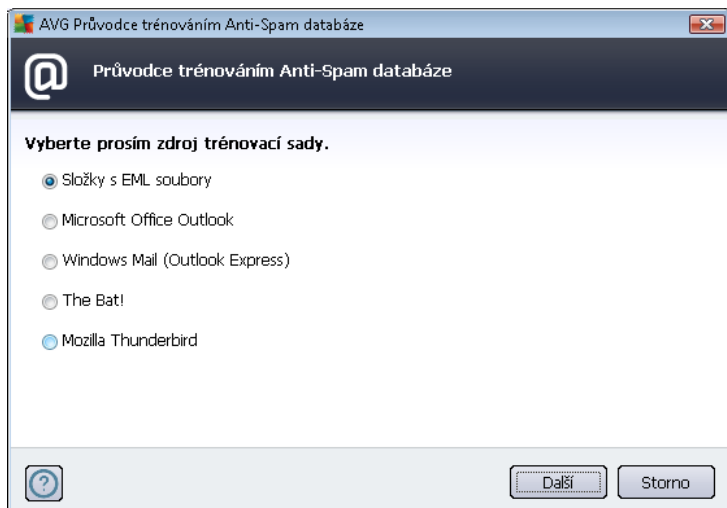 AVG Průvodce trénováním Anti-Spam databáze
@ Průvodce trénováním Anti-Spam databáze
Vyberte prosím zdroj trénovací sady.
Složky s EML soubory
Microsoft Office Outlook
Windows Mail (Outlook Express)
The Bat!
Mozilla Thunderbird
? Další Storno